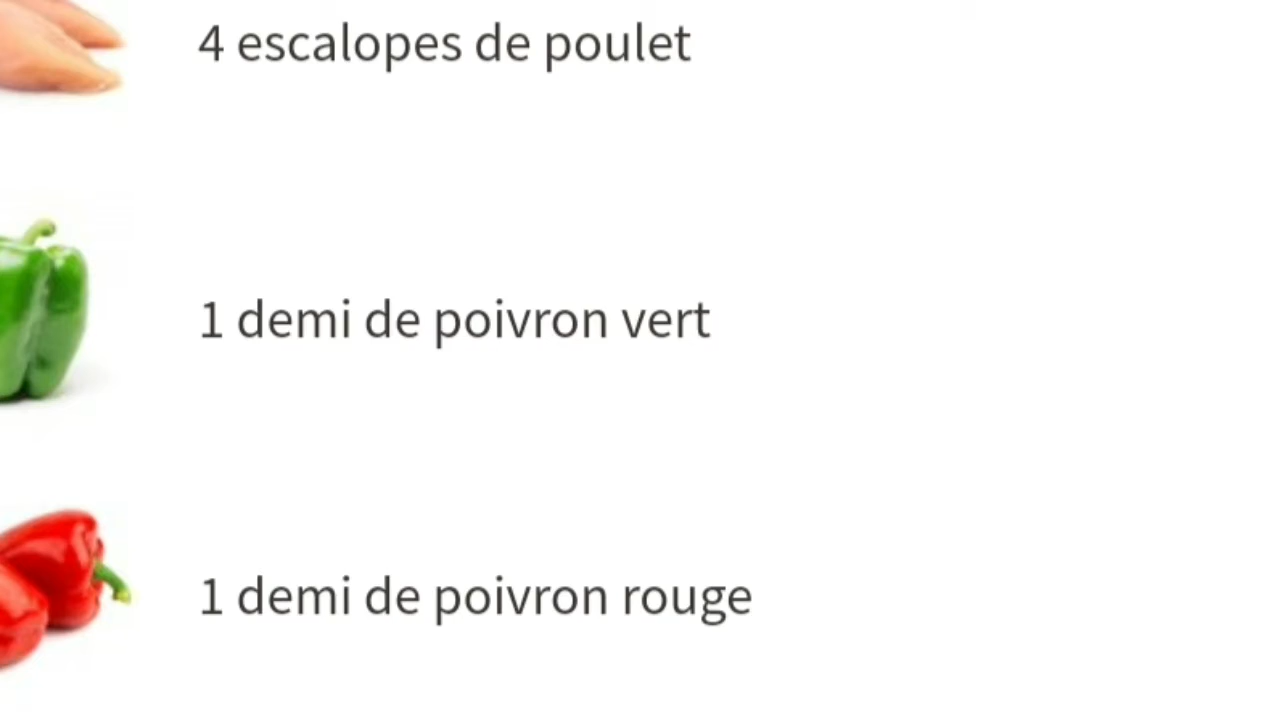 4 escalopes de poulet
1 demi de poivron vert
1 demi de poivron rouge